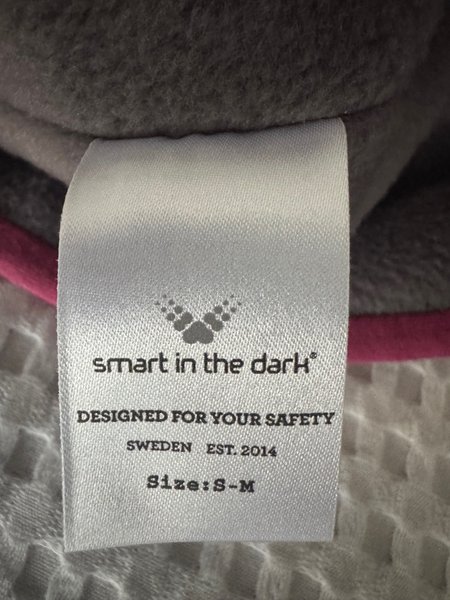 smart in the dark®
DESIGNED FOR YOUR SAFETY
SWEDEN EST. 2014
Size:S-M